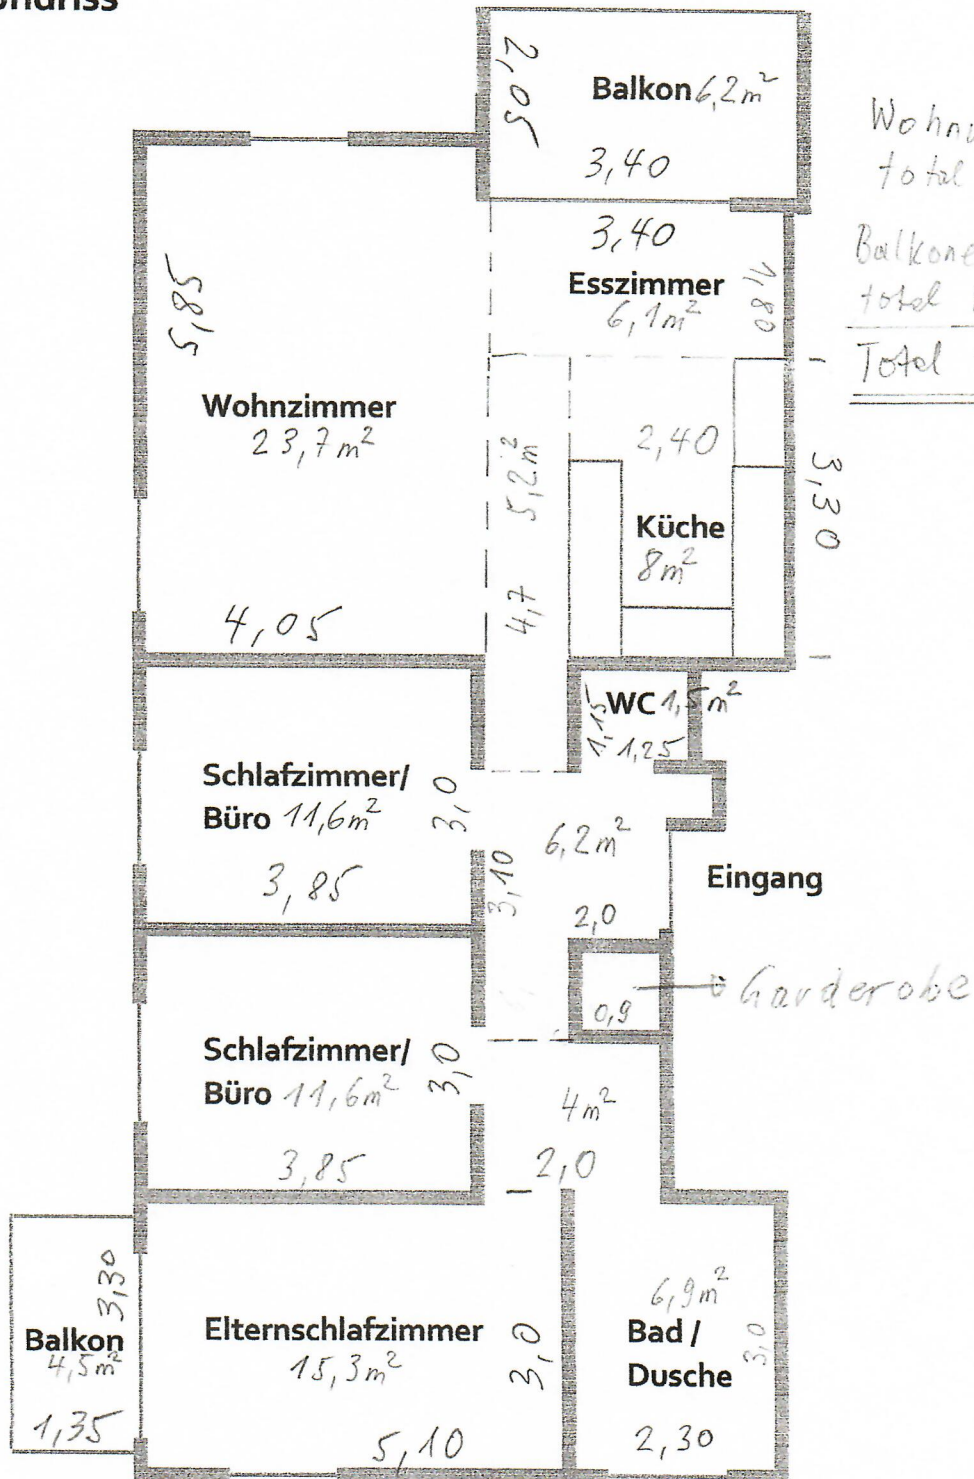 Balkon 6,2m²
2,05
3,40
total
total
Total
3,40
Esszimmer
6,1m²
1,80
5,85
Wohnzimmer
23,7m²
4,05
5,2m²
4,7
2,40
Küche
8m²
3,30
WC 1,5m²
1,15
1,25
Schlafzimmer/
Büro 11,6m²
3,0
3,85
6,2m²
3,10
2,0
Eingang
Garderobe
0,9
Schlafzimmer/
Büro 11,6m²
3,0
3,85
4m²
2,0
Balkon
4,5m²
3,30
1,35
Elternschlafzimmer
15,3m²
3,0
5,10
6,9m²
Bad /
Dusche
3,0
2,30